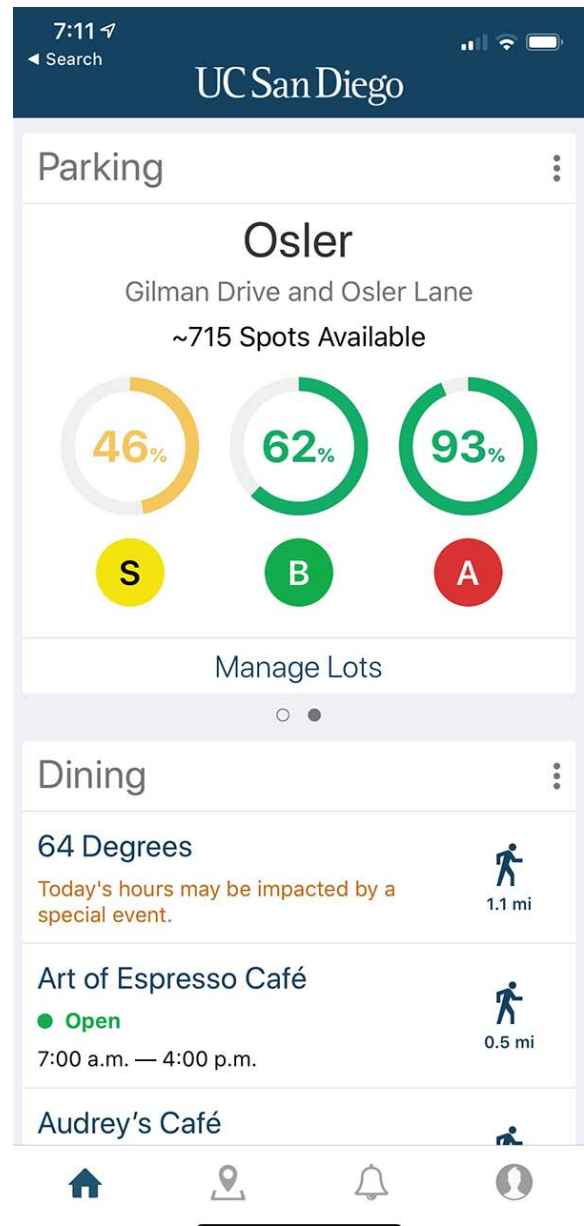 7:11
◀ Search
UC San Diego
Parking
Osler
Gilman Drive and Osler Lane
~715 Spots Available
46% 62% 93%
S B A
Manage Lots
Dining
64 Degrees
Today's hours may be impacted by a
special event.
1.1 mi
Art of Espresso Café
Open
7:00 a.m. — 4:00 p.m.
0.5 mi
Audrey’s Café